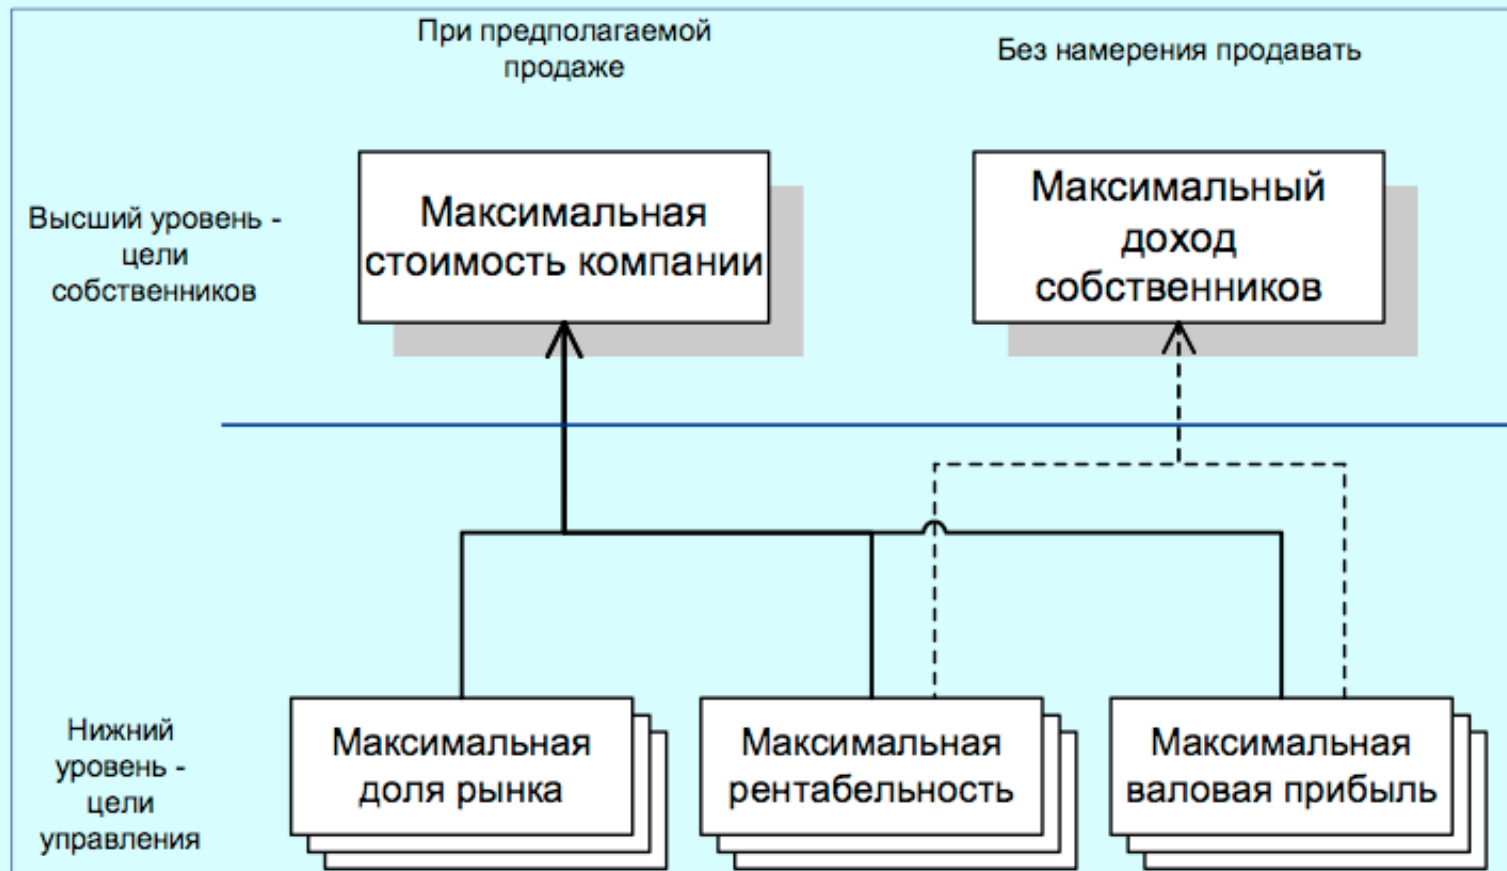 При предполагаемой
продаже
Без намерения продавать
Высший уровень -
цели
собственников
Максимальная
стоимость компании
Максимальный
доход
собственников
Нижний
уровень -
цели
управления
Максимальная
доля рынка
Максимальная
рентабельность
Максимальная
валовая прибыль